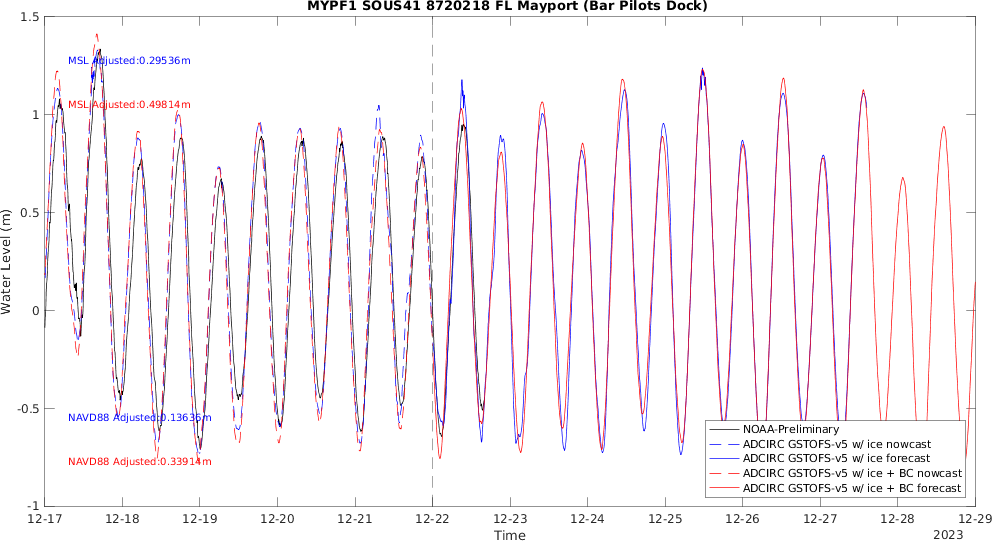 MYPF1 SOUS41 8720218 FL Mayport (Bar Pilots Dock)
1.5
1
0.5
0
-0.5
-1
Water Level (m)
MSL Adjusted:0.29536m
MSL Adjusted:0.49814m
NAVD88 Adjusted:0.13636m
NAVD88 Adjusted:0.33914m
NOAA-Preliminary
ADCIRC GSTOFS-v5 w/ ice nowcast
ADCIRC GSTOFS-v5 w/ ice forecast
ADCIRC GSTOFS-v5 w/ ice + BC nowcast
ADCIRC GSTOFS-v5 w/ ice + BC forecast
12-17 12-18 12-19 12-20 12-21 12-22 12-23 12-24 12-25 12-26 12-27 12-28 12-29
Time
2023